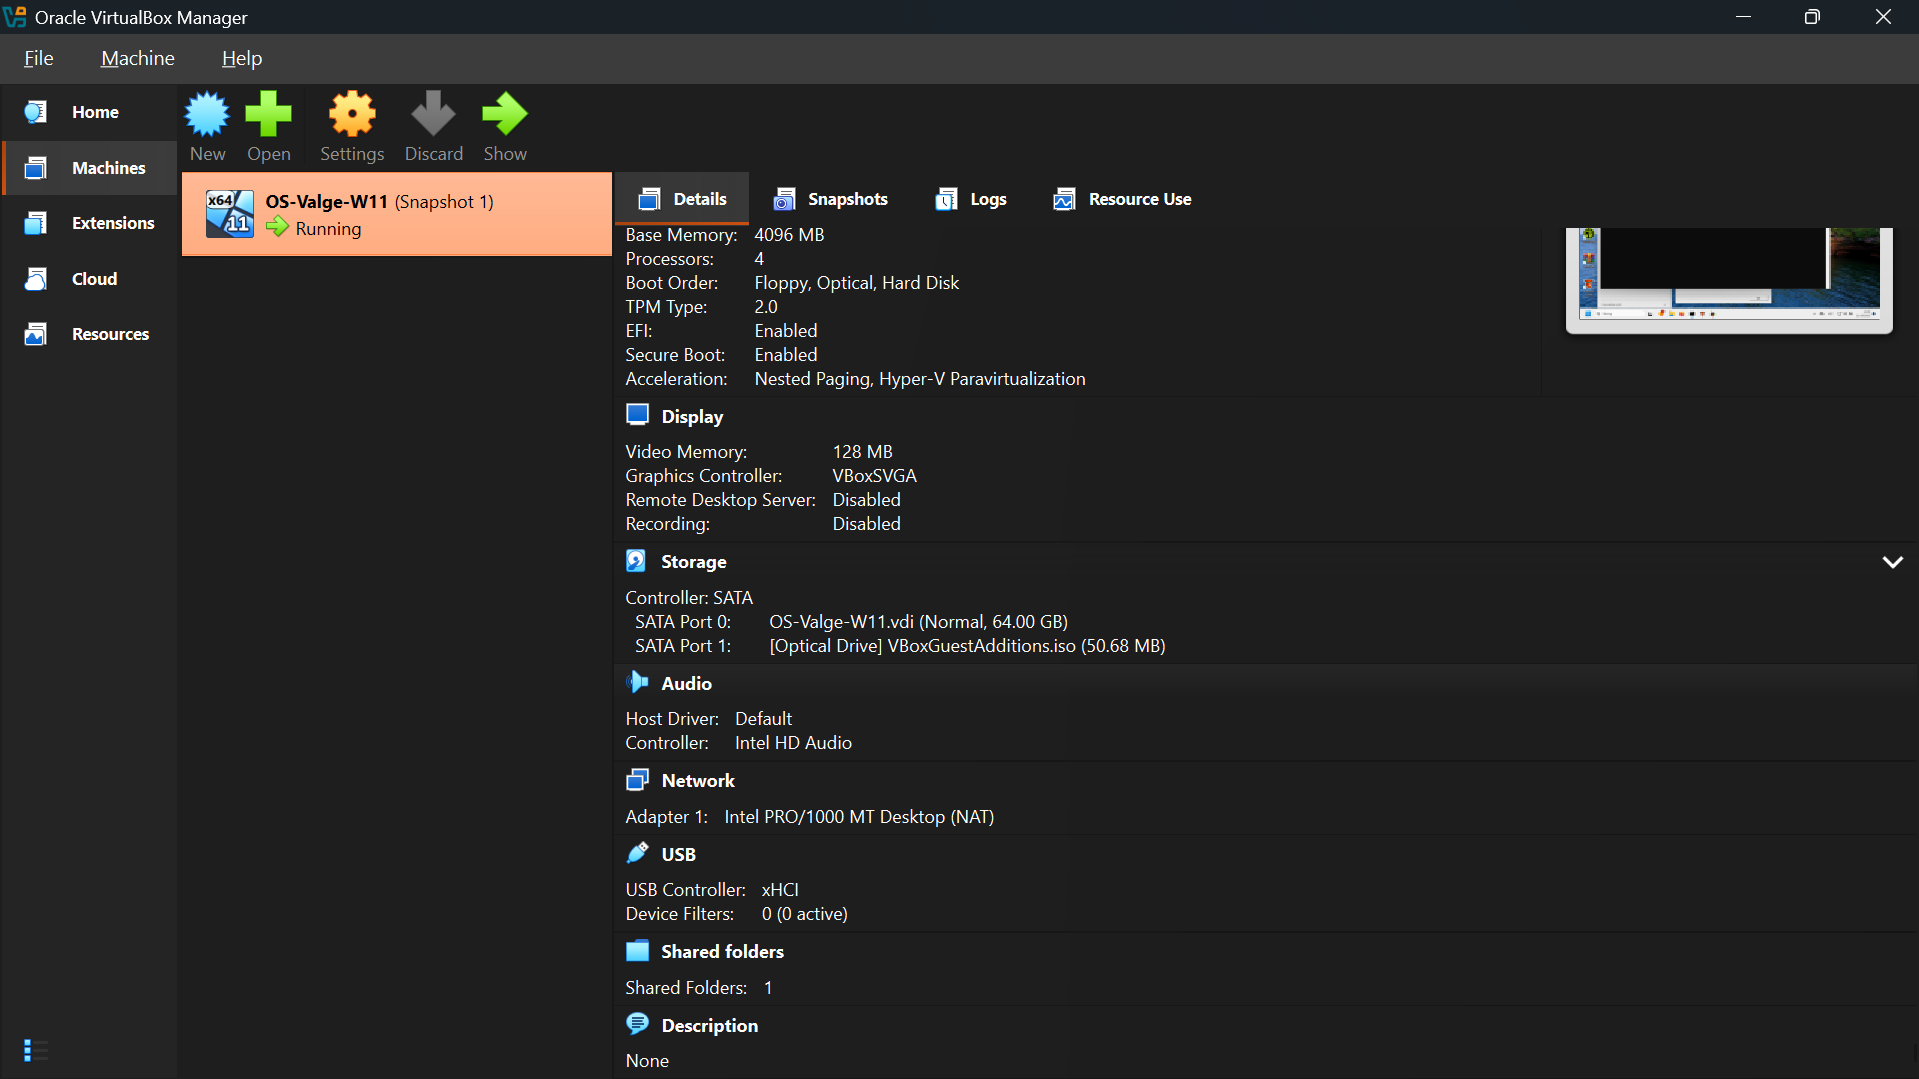 Oracle VirtualBox Manager
File Machine Help
Home
Machines
Extensions
Cloud
Resources
New Open Settings Discard Show
x64 11
OS-Valge-W11 (Snapshot 1)
Running
Details Snapshots Logs Resource Use
Base Memory: 4096 MB
Processors: 4
Boot Order: Floppy, Optical, Hard Disk
TPM Type: 2.0
EFI: Enabled
Secure Boot: Enabled
Acceleration: Nested Paging, Hyper-V Paravirtualization
Display
Video Memory: 128 MB
Graphics Controller: VBoxSVGA
Remote Desktop Server: Disabled
Recording: Disabled
Storage
Controller: SATA
SATA Port 0: OS-Valge-W11.vdi (Normal, 64.00 GB)
SATA Port 1: [Optical Drive] VBoxGuestAdditions.iso (50.68 MB)
Audio
Host Driver: Default
Controller: Intel HD Audio
Network
Adapter 1: Intel PRO/1000 MT Desktop (NAT)
USB
USB Controller: xHCI
Device Filters: 0 (0 active)
Shared folders
Shared Folders: 1
Description
None